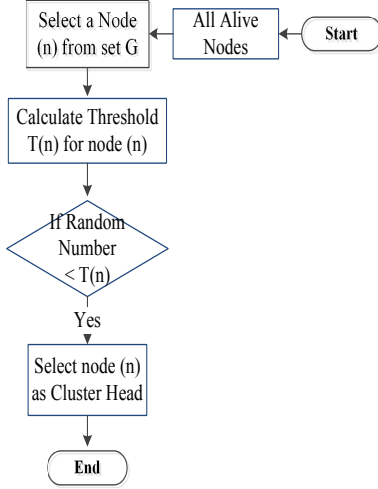 Start
All Alive
Nodes
Select a Node
(n) from set G
Calculate Threshold
T(n) for node (n)
If Random
Number
< T(n)
Yes
Select node (n)
as Cluster Head
End